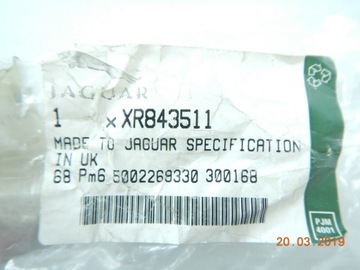 JAGUAR
1 x XR843511
MADE TO JAGUAR SPECIFICATION
IN UK
68 Pm6 5002269330 300168
PJM
4001
20.03.2019